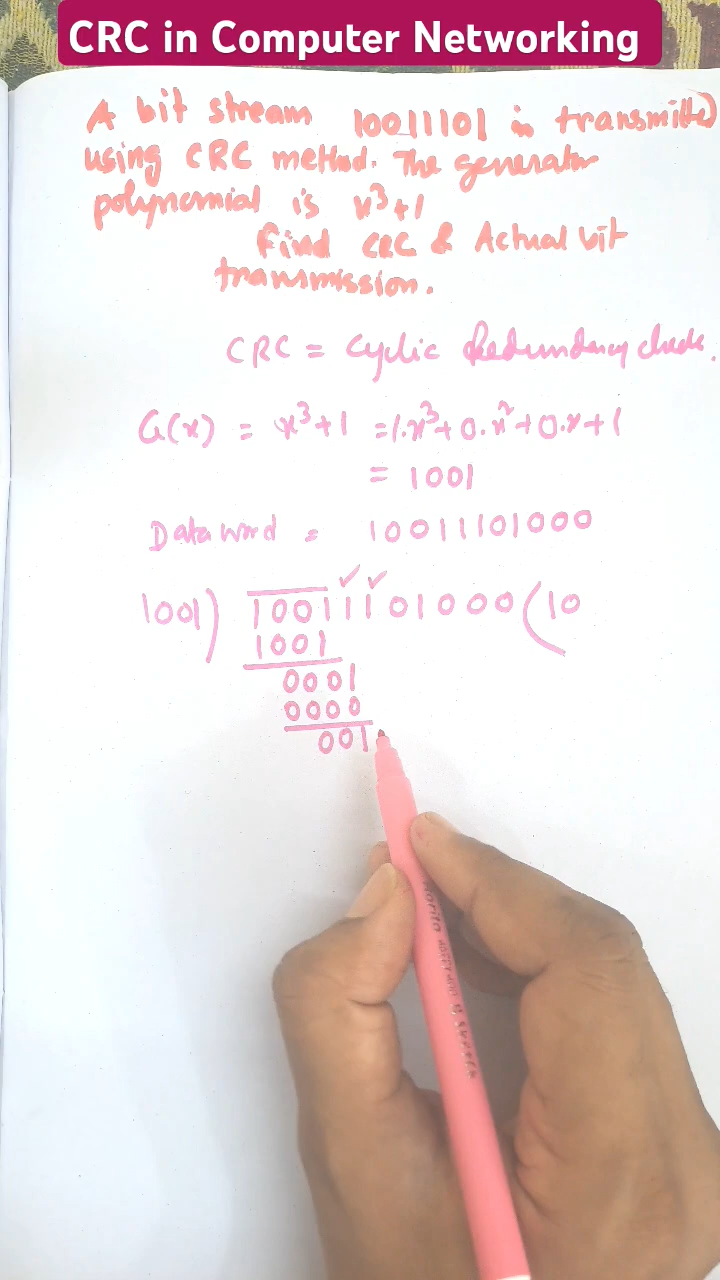 CRC in Computer Networking
A bit stream 10011101 is transmitted
using CRC method. The generator
polynomial is x³+1
Find CRC & Actual bit
transmission.
CRC = Cyclic Redundancy check.
G(x) = x³+1 =1.x³+0.x²+0.x+1
= 1001
Data word = 10011101000
1001) 10011101000(10
1001
0001
0000
001